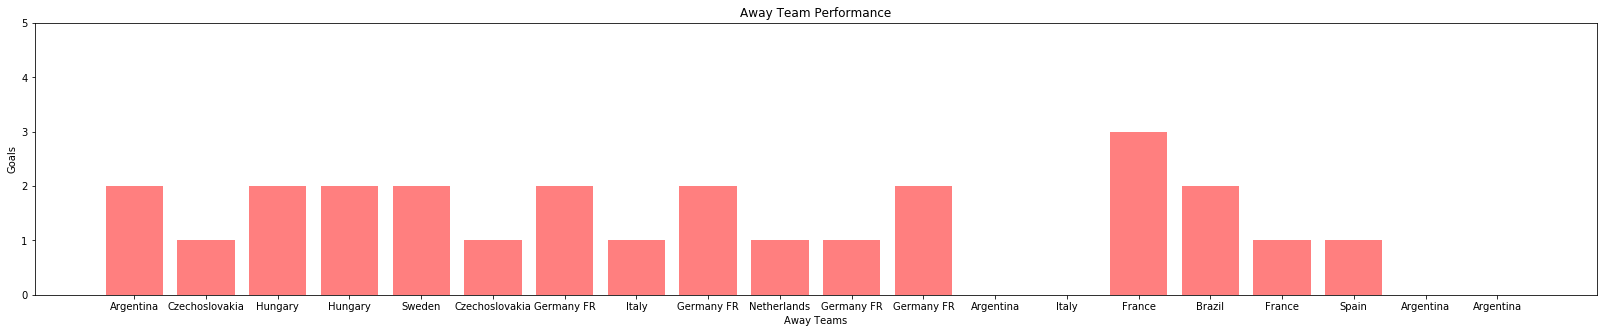 Away Team Performance
5
4
3
2
1
0
Goals
Argentina Czechoslovakia Hungary Hungary Sweden Czechoslovakia Germany FR Italy Germany FR Netherlands Germany FR Germany FR Argentina Italy France Brazil France Spain Argentina Argentina
Away Teams